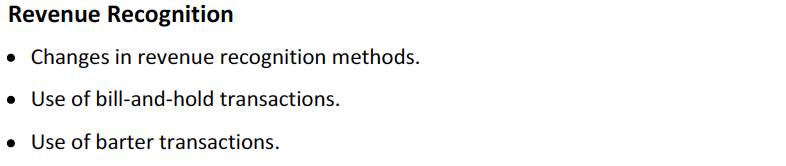 Revenue Recognition
• Changes in revenue recognition methods.
• Use of bill-and-hold transactions.
• Use of barter transactions.